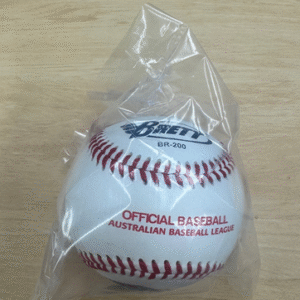 BRETT
BR-200
OFFICIAL BASEBALL
AUSTRALIAN BASEBALL LEAGUE